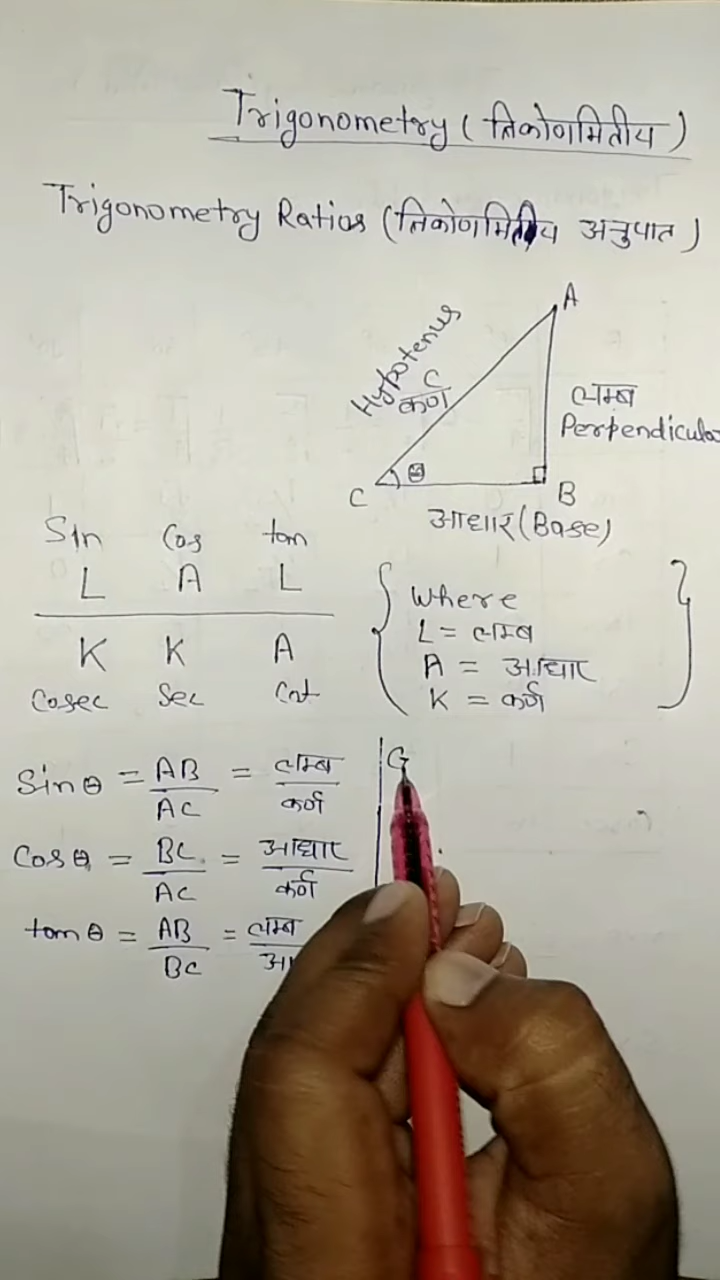 Trigonometry (त्रिकोणमितीय)
Trigonometry Ratios (त्रिकोणमितीय अनुपात)
A
Hypotenus
C
कर्ण
लम्ब
Perpendicular
θ
C
B
आधार (Base)
Sin Cos tan
L A L
K K A
Cosec Sec Cot
{ Where }
L = लम्ब
A = आधार
K = कर्ण
Sin θ = AB/AC = लम्ब/कर्ण
Cos θ = BC/AC = आधार/कर्ण
tan θ = AB/BC = लम्ब/आ